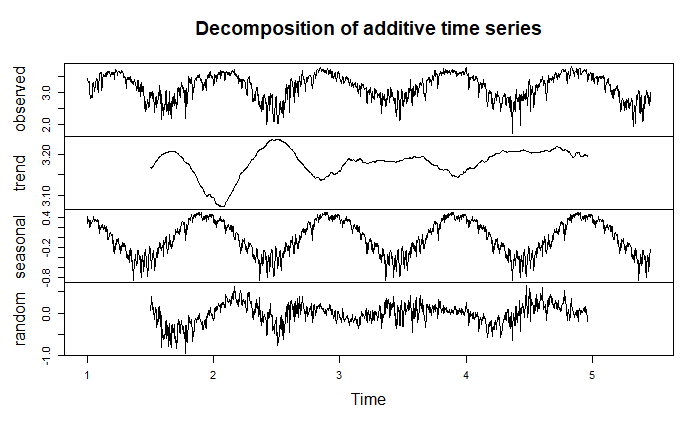 Decomposition of additive time series
observed
2.0 3.0
trend
3.10 3.20
seasonal
-0.8 -0.2 0.4
random
-1.0 0.0
1 2 3 4 5
Time